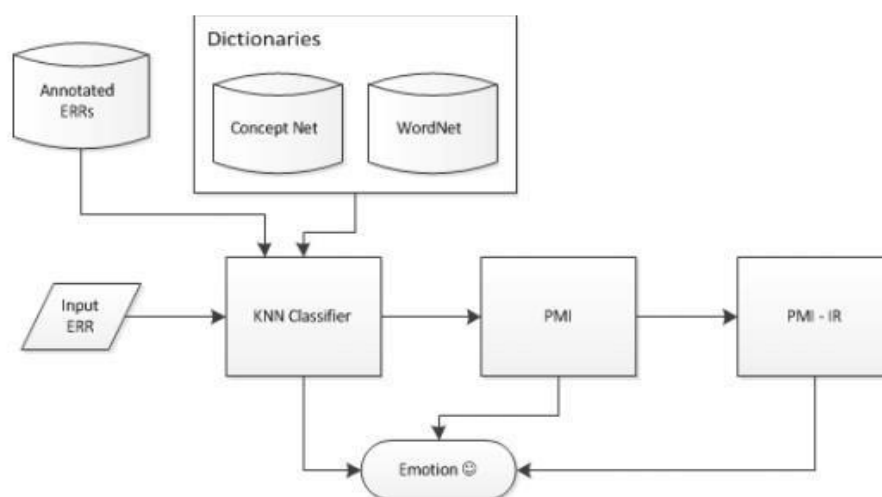 Dictionaries
Annotated
ERRs
Concept Net
WordNet
Input
ERR
KNN Classifier
PMI
PMI - IR
Emotion ☺